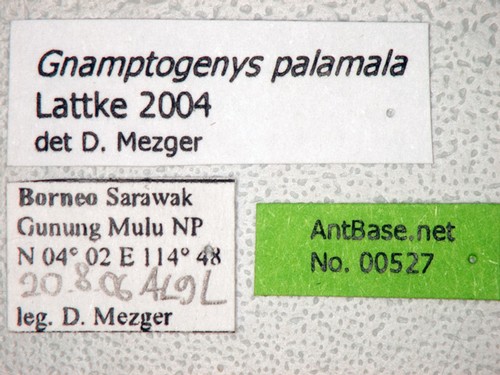 Gnamptogenys palamala
Lattke 2004
det D. Mezger
Borneo Sarawak
Gunung Mulu NP
N 04° 02 E 114° 48
20.8.06 AL9L
leg. D. Mezger
AntBase.net
No. 00527